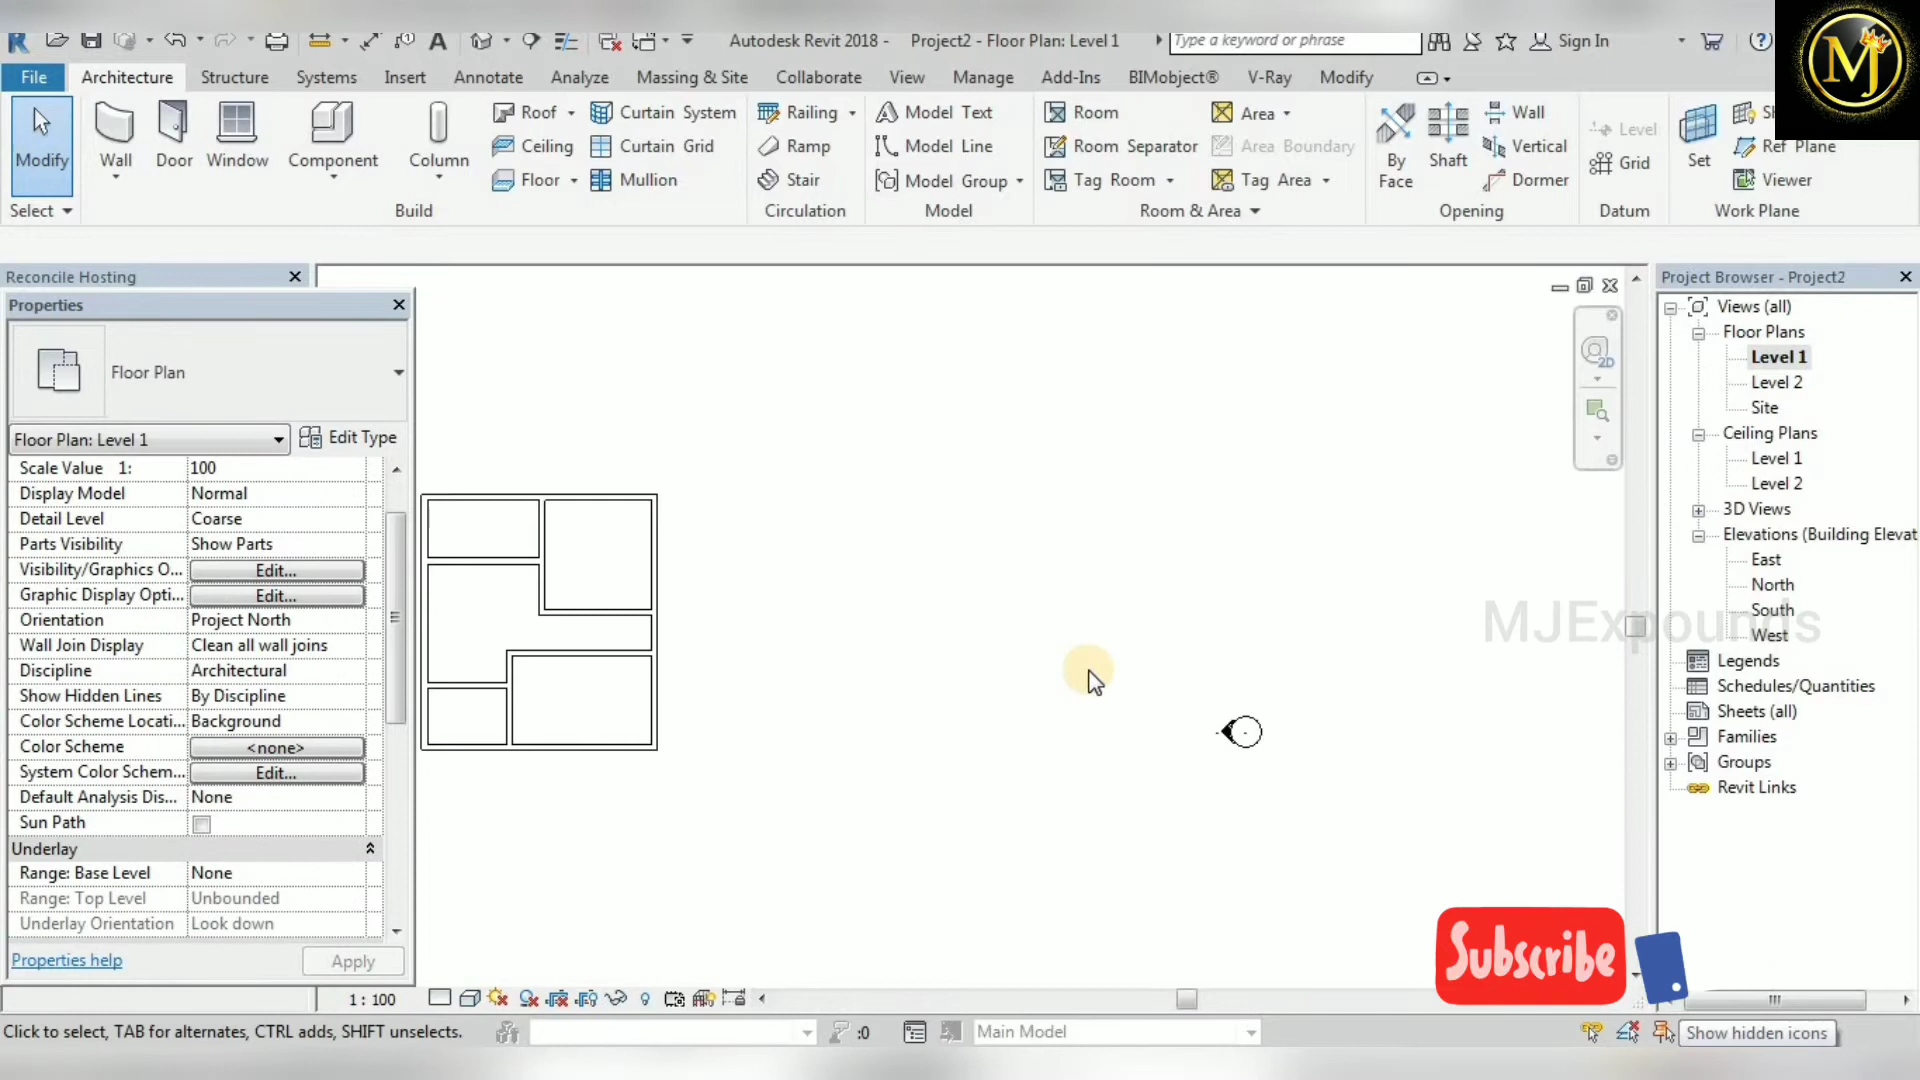 Autodesk Revit 2018 - Project2 - Floor Plan: Level 1
Type a keyword or phrase
Sign In
MJ
File Architecture Structure Systems Insert Annotate Analyze Massing & Site Collaborate View Manage Add-Ins BIMobject® V-Ray Modify
Modify
Wall
Door
Window
Component
Column
Roof
Ceiling
Floor
Curtain System
Curtain Grid
Mullion
Railing
Ramp
Stair
Model Text
Model Line
Model Group
Room
Room Separator
Tag Room
Area
Area Boundary
Tag Area
By Face
Shaft
Wall
Vertical
Dormer
Level
Grid
Set
Ref Plane
Viewer
Select Build Circulation Model Room & Area Opening Datum Work Plane
Reconcile Hosting
Properties
Floor Plan
Floor Plan: Level 1 Edit Type
Scale Value 1: 100
Display Model Normal
Detail Level Coarse
Parts Visibility Show Parts
Visibility/Graphics O... Edit...
Graphic Display Opti... Edit...
Orientation Project North
Wall Join Display Clean all wall joins
Discipline Architectural
Show Hidden Lines By Discipline
Color Scheme Locati... Background
Color Scheme <none>
System Color Schem... Edit...
Default Analysis Dis... None
Sun Path
Underlay
Range: Base Level None
Range: Top Level Unbounded
Underlay Orientation Look down
Properties help Apply
2D
Project Browser - Project2
Views (all)
Floor Plans
Level 1
Level 2
Site
Ceiling Plans
Level 1
Level 2
3D Views
Elevations (Building Elevat
East
North
South
West
Legends
Schedules/Quantities
Sheets (all)
Families
Groups
Revit Links
MJExpounds
Subscribe
1 : 100
Click to select, TAB for alternates, CTRL adds, SHIFT unselects.
:0
Main Model
Show hidden icons